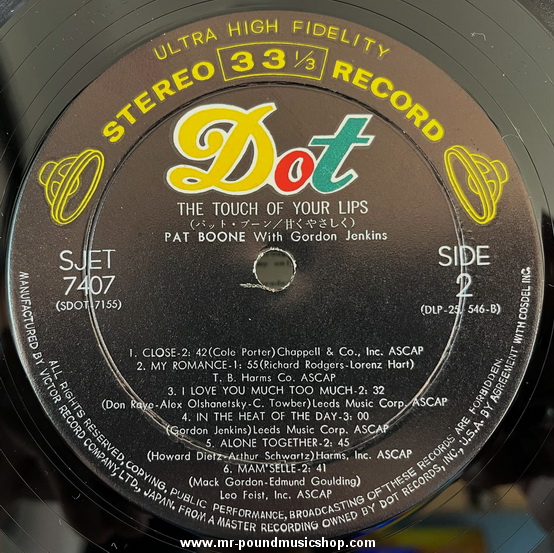 ULTRA HIGH FIDELITY
STEREO 33 1/3 RECORD
Dot
THE TOUCH OF YOUR LIPS
(パット・ブーン/甘くやさしく)
PAT BOONE With Gordon Jenkins
SJET
7407
(SDOT-7155)
SIDE
2
(DLP-25, 546-B)
1. CLOSE-2: 42(Cole Porter)Chappell & Co., Inc. ASCAP
2. MY ROMANCE-1: 55(Richard Rodgers-Lorenz Hart)
T. B. Harms Co. ASCAP
3. I LOVE YOU MUCH TOO MUCH-2: 32
(Don Raye-Alex Olshanetsky-C. Towber)Leeds Music Corp. ASCAP
4. IN THE HEAT OF THE DAY-3: 00
(Gordon Jenkins)Leeds Music Corp. ASCAP
5. ALONE TOGETHER-2: 45
(Howard Dietz-Arthur Schwartz)Harms, Inc. ASCAP
6. MAM'SELLE-2: 41
(Mack Gordon-Edmund Goulding)
Leo Feist, Inc. ASCAP
ALL RIGHTS RESERVED COPYING, PUBLIC PERFORMANCE, BROADCASTING OF THESE RECORDS ARE FORBIDDEN.
MANUFACTURED BY VICTOR RECORD COMPANY, LTD., JAPAN, FROM A MASTER RECORDING OWNED BY DOT RECORDS, INC., U.S.A. BY AGREEMENT WITH COSDEL INC.
www.mr-poundmusicshop.com